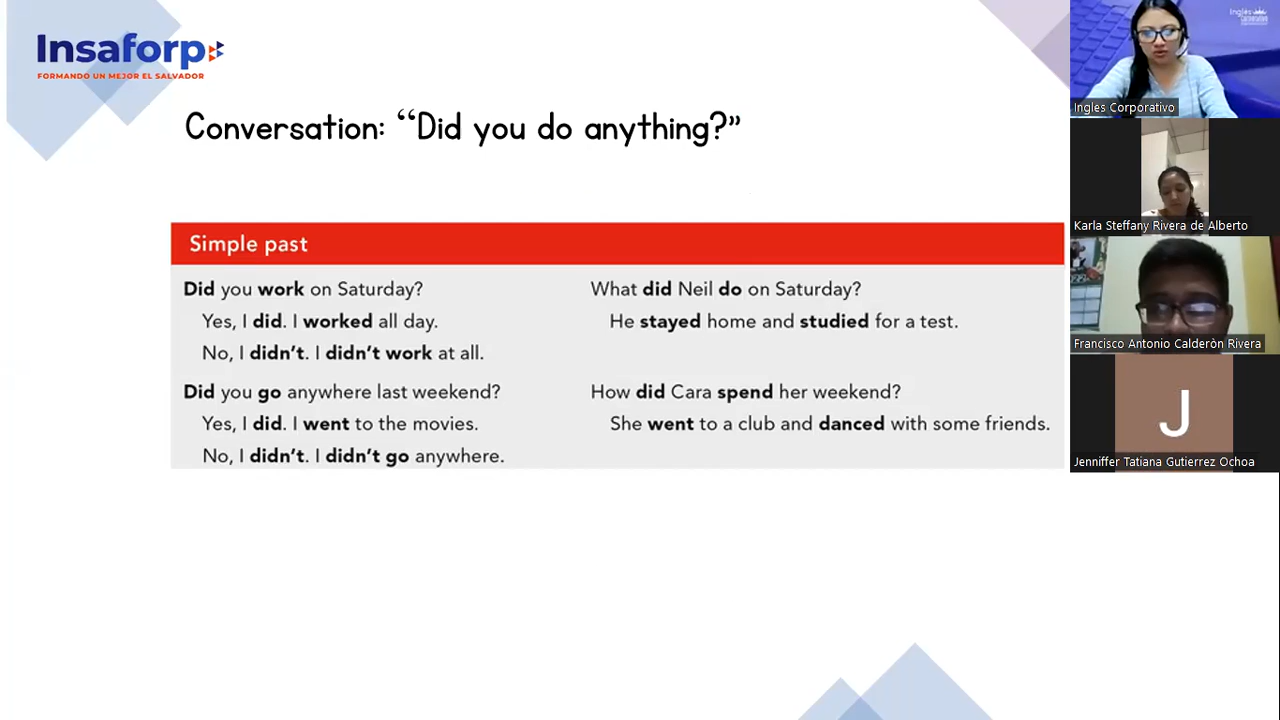 Insaforp
FORMANDO UN MEJOR EL SALVADOR
Conversation: “Did you do anything?”
Simple past
Did you work on Saturday?
Yes, I did. I worked all day.
No, I didn’t. I didn’t work at all.
Did you go anywhere last weekend?
Yes, I did. I went to the movies.
No, I didn’t. I didn’t go anywhere.
What did Neil do on Saturday?
He stayed home and studied for a test.
How did Cara spend her weekend?
She went to a club and danced with some friends.
Inglés
Ingles Corporativo
Karla Steffany Rivera de Alberto
Francisco Antonio Calderòn Rivera
J
Jenniffer Tatiana Gutierrez Ochoa